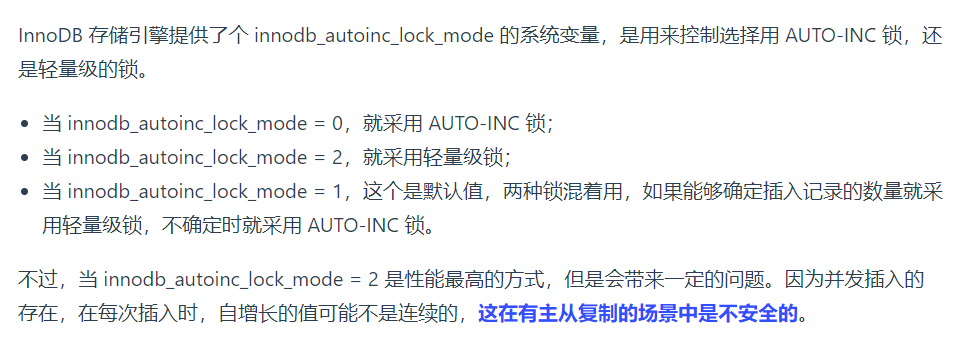 InnoDB 存储引擎提供了个 innodb_autoinc_lock_mode 的系统变量，是用来控制选择用 AUTO-INC 锁，还
是轻量级的锁。
• 当 innodb_autoinc_lock_mode = 0，就采用 AUTO-INC 锁；
• 当 innodb_autoinc_lock_mode = 2，就采用轻量级锁；
• 当 innodb_autoinc_lock_mode = 1，这个是默认值，两种锁混着用，如果能够确定插入记录的数量就采
用轻量级锁，不确定时就采用 AUTO-INC 锁。
不过，当 innodb_autoinc_lock_mode = 2 是性能最高的方式，但是会带来一定的问题。因为并发插入的
存在，在每次插入时，自增长的值可能不是连续的，这在有主从复制的场景中是不安全的。